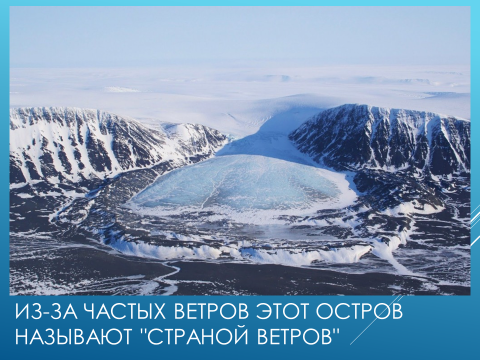 ИЗ-ЗА ЧАСТЫХ ВЕТРОВ ЭТОТ ОСТРОВ
НАЗЫВАЮТ "СТРАНОЙ ВЕТРОВ"